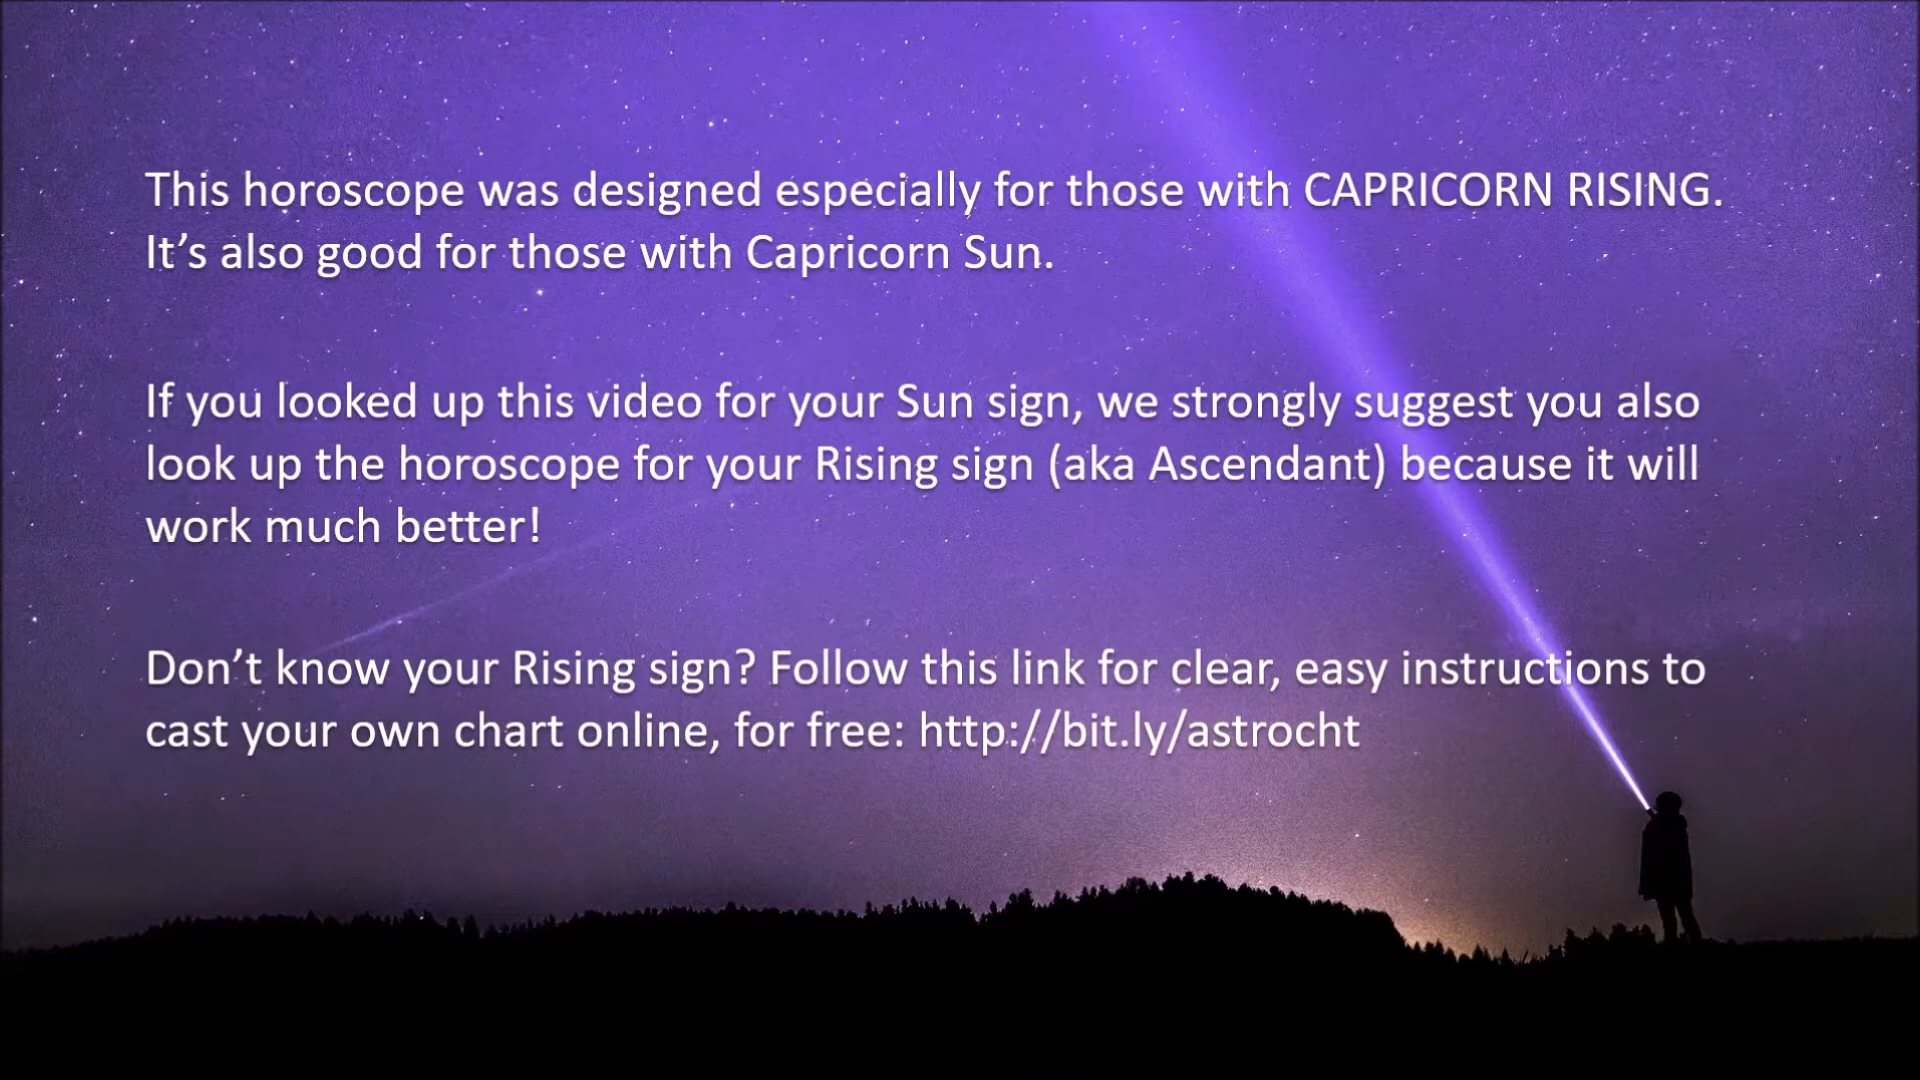 This horoscope was designed especially for those with CAPRICORN RISING.
It’s also good for those with Capricorn Sun.
If you looked up this video for your Sun sign, we strongly suggest you also
look up the horoscope for your Rising sign (aka Ascendant) because it will
work much better!
Don’t know your Rising sign? Follow this link for clear, easy instructions to
cast your own chart online, for free: http://bit.ly/astrocht